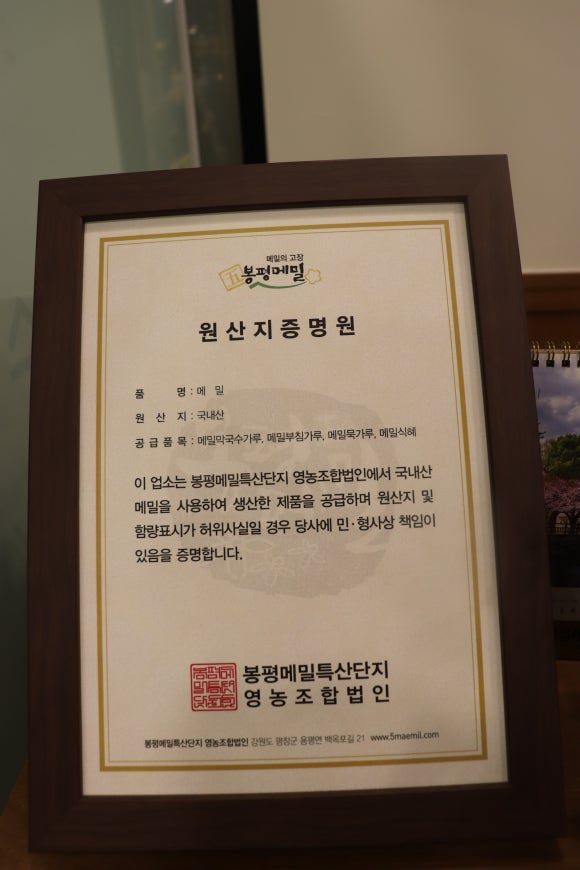 메밀의 고장
봉평메밀
원산지증명원
품 명 : 메 밀
원 산 지 : 국내산
공급품목 : 메밀막국수가루, 메밀부침가루, 메밀묵가루, 메밀식혜
이 업소는 봉평메밀특산단지 영농조합법인에서 국내산
메밀을 사용하여 생산한 제품을 공급하며 원산지 및
함량표시가 허위사실일 경우 당사에 민·형사상 책임이
있음을 증명합니다.
봉평메밀특산단지
영농조합법인
봉평메밀특산단지 영농조합법인 강원도 평창군 용평면 백옥포길 21 www.5maemil.com